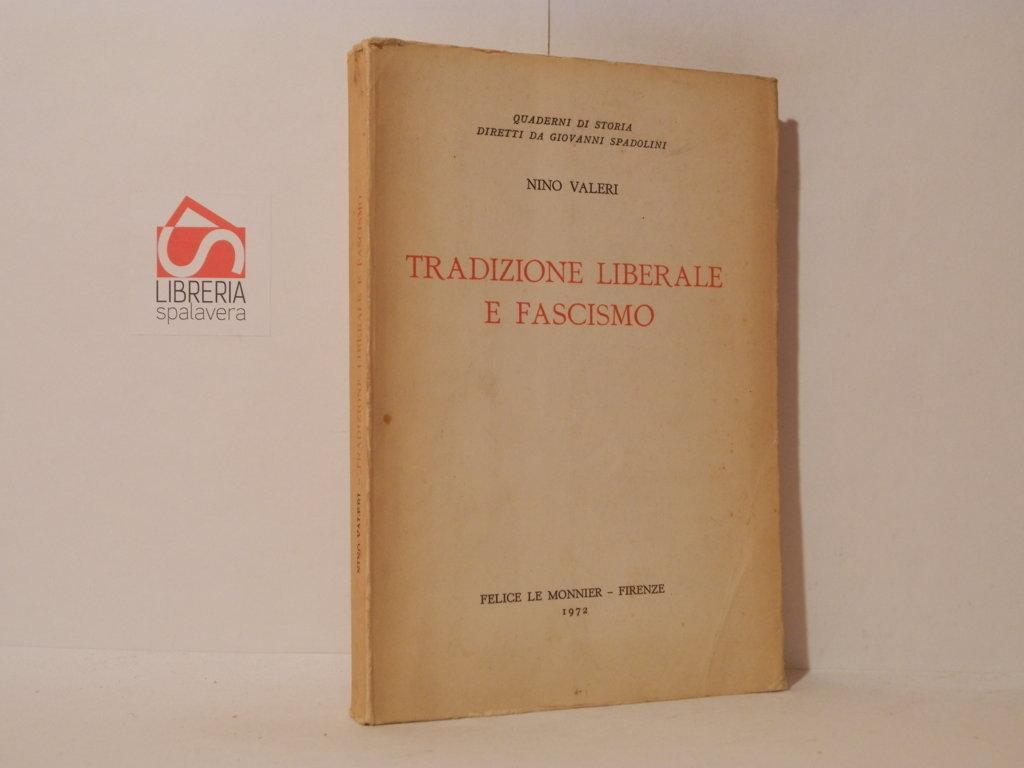 QUADERNI DI STORIA
DIRETTI DA GIOVANNI SPADOLINI
NINO VALERI
TRADIZIONE LIBERALE
E FASCISMO
FELICE LE MONNIER – FIRENZE
1972
NINO VALERI – TRADIZIONE LIBERALE E FASCISMO
LIBRERIA
spalavera